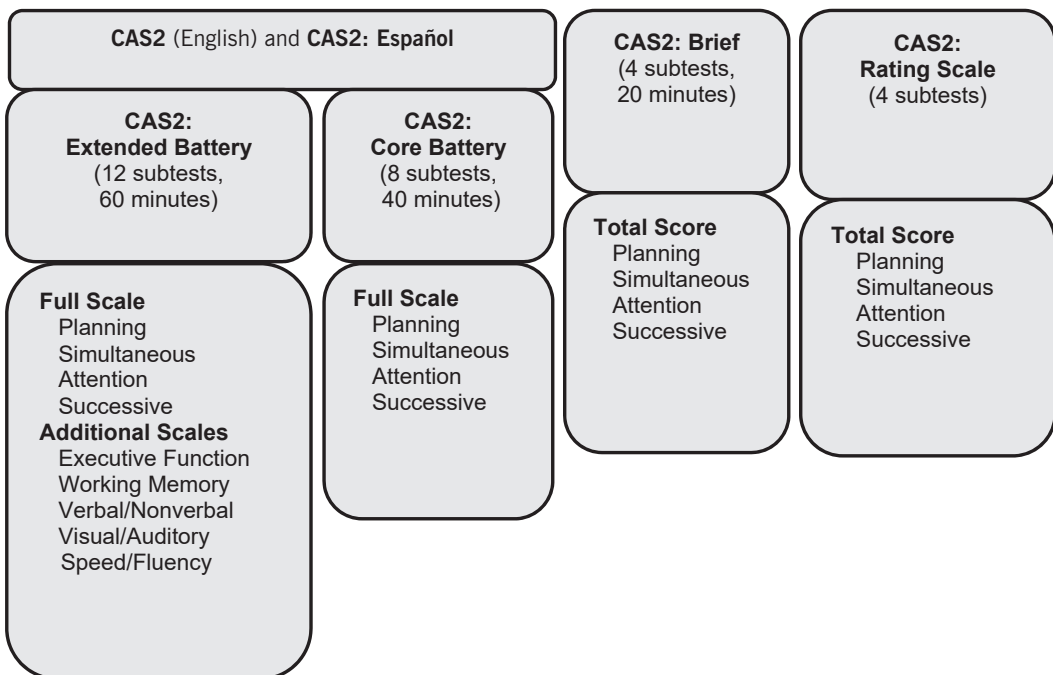 CAS2 (English) and CAS2: Español
CAS2:
Extended Battery
(12 subtests,
60 minutes)
Full Scale
Planning
Simultaneous
Attention
Successive
Additional Scales
Executive Function
Working Memory
Verbal/Nonverbal
Visual/Auditory
Speed/Fluency
CAS2:
Core Battery
(8 subtests,
40 minutes)
Full Scale
Planning
Simultaneous
Attention
Successive
CAS2: Brief
(4 subtests,
20 minutes)
Total Score
Planning
Simultaneous
Attention
Successive
CAS2:
Rating Scale
(4 subtests)
Total Score
Planning
Simultaneous
Attention
Successive